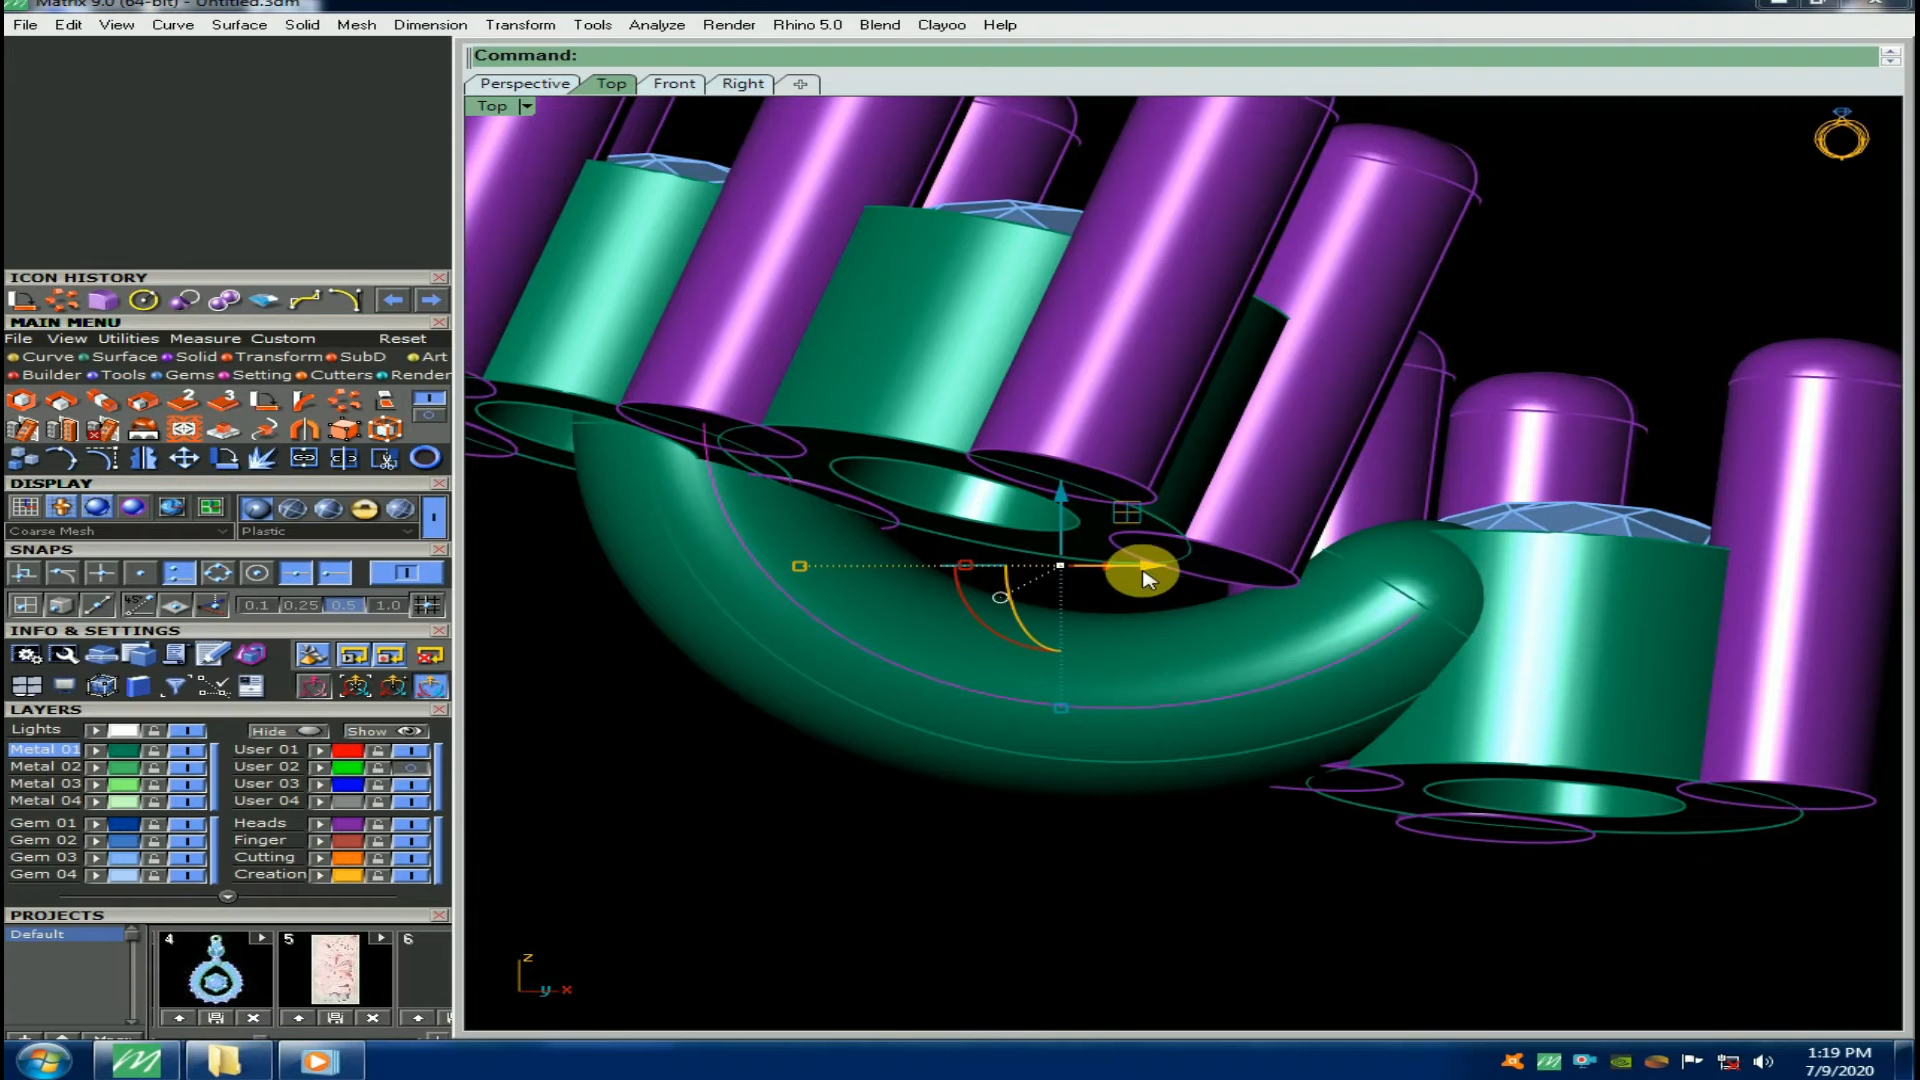 Matrix 9.0 (64-bit) - Untitled.3dm
File Edit View Curve Surface Solid Mesh Dimension Transform Tools Analyze Render Rhino 5.0 Blend Clayoo Help
Command:
Perspective Top Front Right
Top
ICON HISTORY
MAIN MENU
File View Utilities Measure Custom Reset
Curve Surface Solid Transform SubD Art
Builder Tools Gems Setting Cutters Render
2 3
DISPLAY
Coarse Mesh Plastic
SNAPS
45°
0.1 0.25 0.5 1.0
INFO & SETTINGS
LAYERS
Lights Hide Show
Metal 01 User 01
Metal 02 User 02
Metal 03 User 03
Metal 04 User 04
Gem 01 Heads
Gem 02 Finger
Gem 03 Cutting
Gem 04 Creation
PROJECTS
Default
4 5 6
z
y x
1:19 PM
7/9/2020